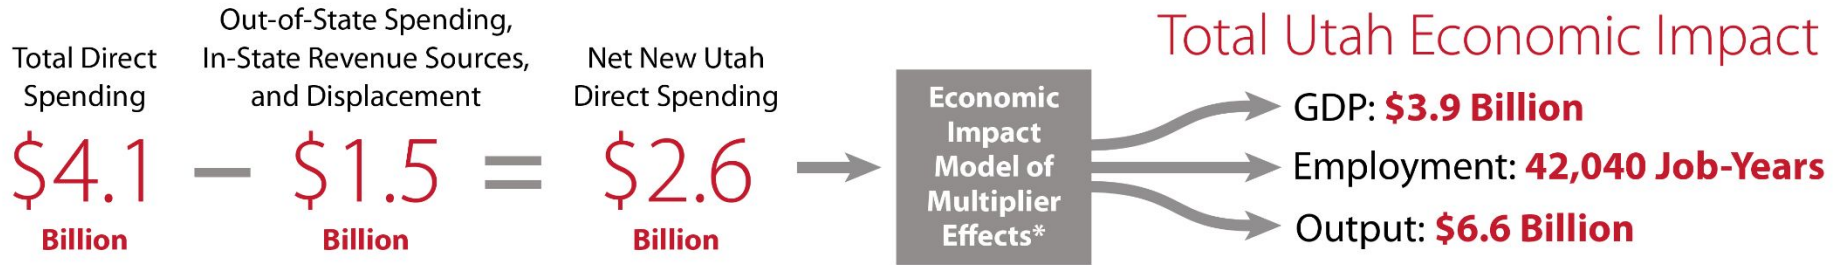 Total Direct
Spending
$4.1
Billion
Out-of-State Spending,
In-State Revenue Sources,
and Displacement
$1.5
Billion
Net New Utah
Direct Spending
$2.6
Billion
Economic
Impact
Model of
Multiplier
Effects*
Total Utah Economic Impact
GDP: $3.9 Billion
Employment: 42,040 Job-Years
Output: $6.6 Billion